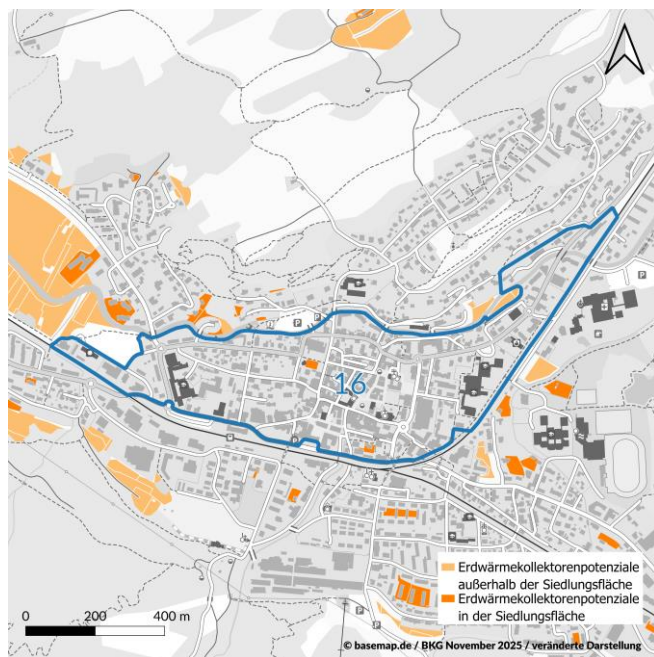 16
Erdwärmekollektorenpotenziale
außerhalb der Siedlungsfläche
Erdwärmekollektorenpotenziale
in der Siedlungsfläche
0 200 400 m
© basemap.de / BKG November 2025 / veränderte Darstellung